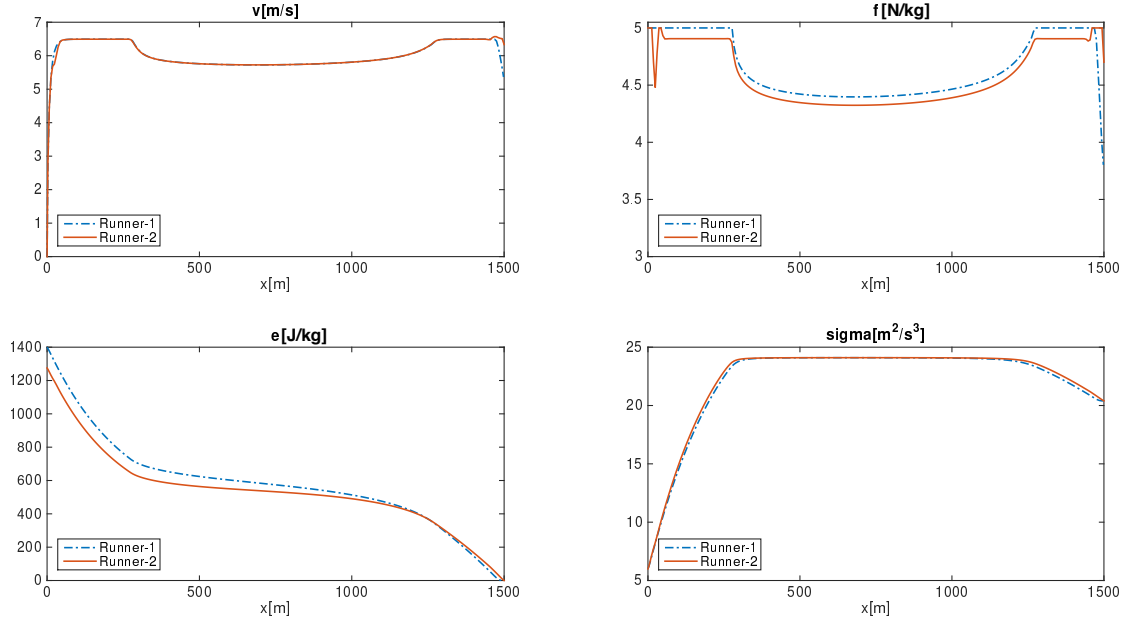 v[m/s]
7
6
5
4
3
2
1
0
Runner-1
Runner-2
0
500
1000
1500
x[m]
f[N/kg]
5
4.5
4
3.5
3
Runner-1
Runner-2
0
500
1000
1500
x[m]
e[J/kg]
1400
1200
1000
800
600
400
200
0
Runner-1
Runner-2
0
500
1000
1500
x[m]
sigma[m²/s³]
25
20
15
10
5
Runner-1
Runner-2
0
500
1000
1500
x[m]